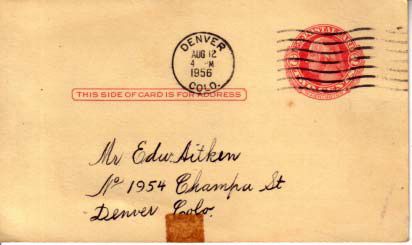 DENVER
AUG 12
4 PM
1956
COLO.
THIS SIDE OF CARD IS FOR ADDRESS
Mr Edw. Aitken
No 1954 Champa St
Denver Colo.